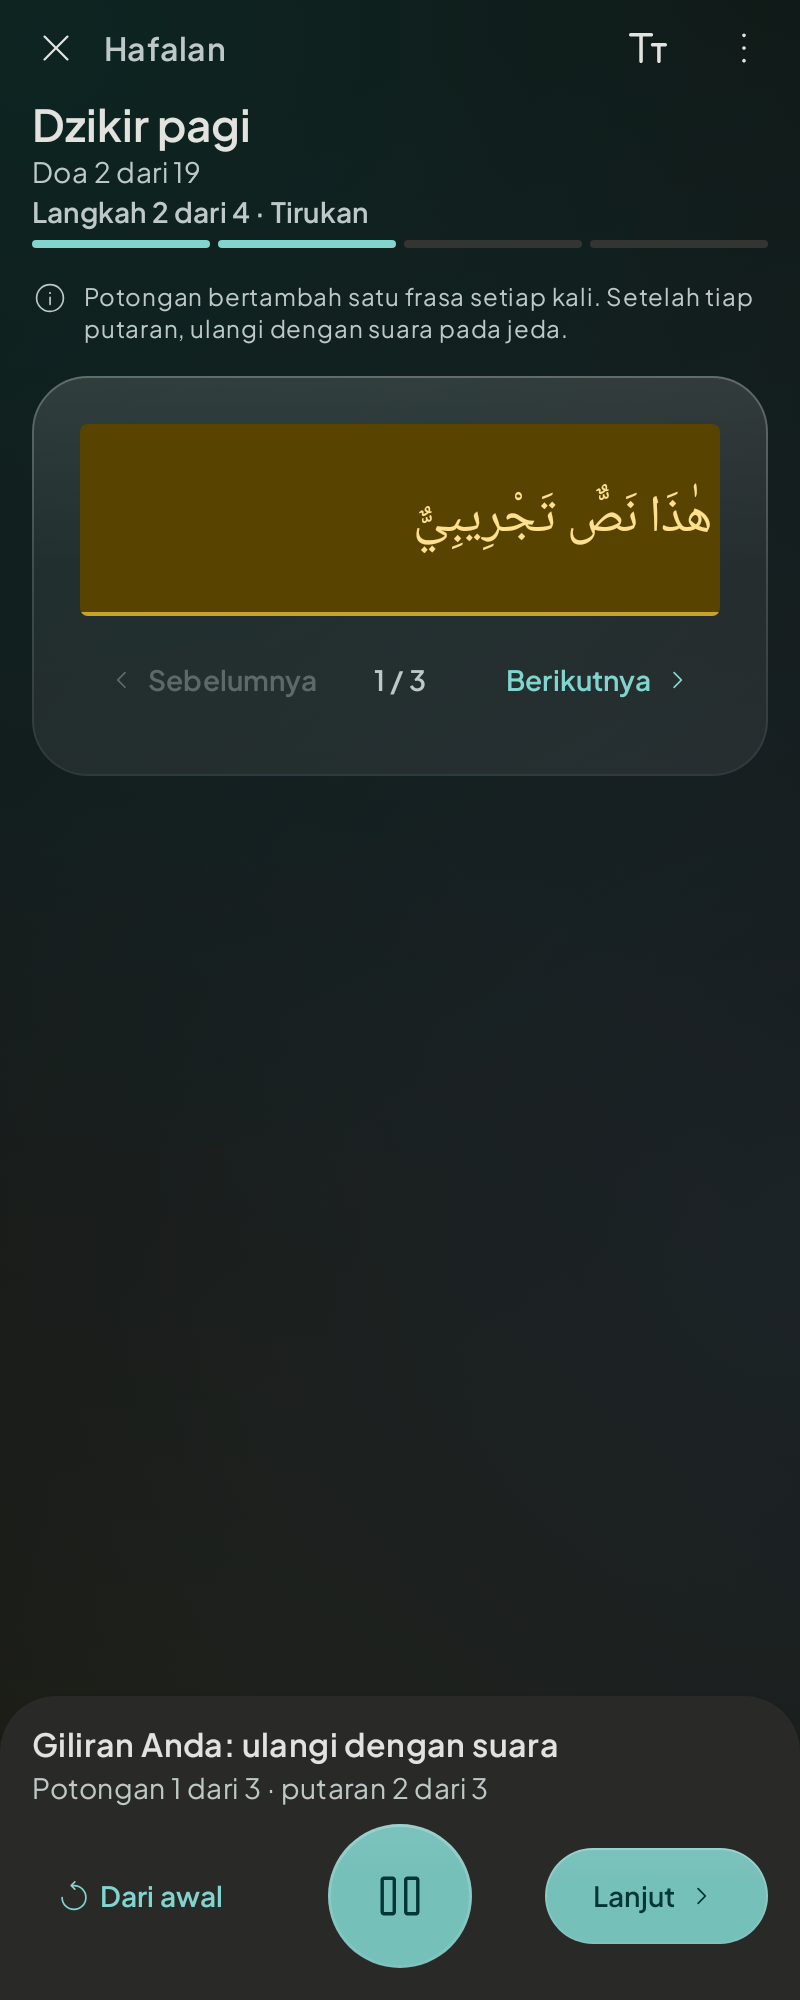 Hafalan
Dzikir pagi
Doa 2 dari 19
Langkah 2 dari 4 · Tirukan
Potongan bertambah satu frasa setiap kali. Setelah tiap
putaran, ulangi dengan suara pada jeda.
هٰذَا نَصٌّ تَجْرِيبِيٌّ
Sebelumnya
1 / 3
Berikutnya
Giliran Anda: ulangi dengan suara
Potongan 1 dari 3 · putaran 2 dari 3
Dari awal
Lanjut